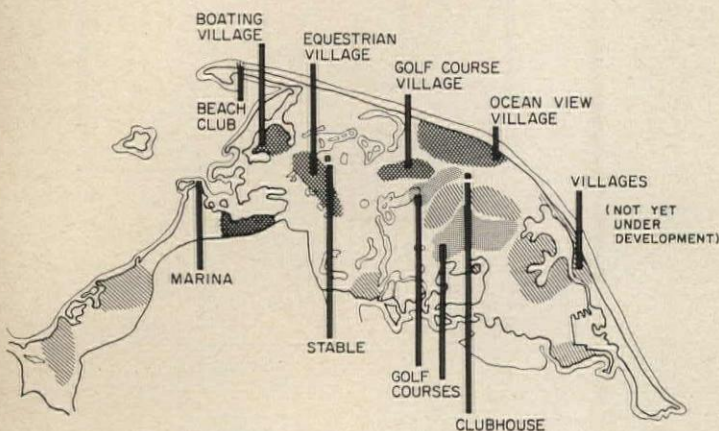 BOATING
VILLAGE
EQUESTRIAN
VILLAGE
GOLF COURSE
VILLAGE
BEACH
CLUB
OCEAN VIEW
VILLAGE
VILLAGES
(NOT YET
UNDER
DEVELOPMENT)
MARINA
STABLE
GOLF
COURSES
CLUBHOUSE